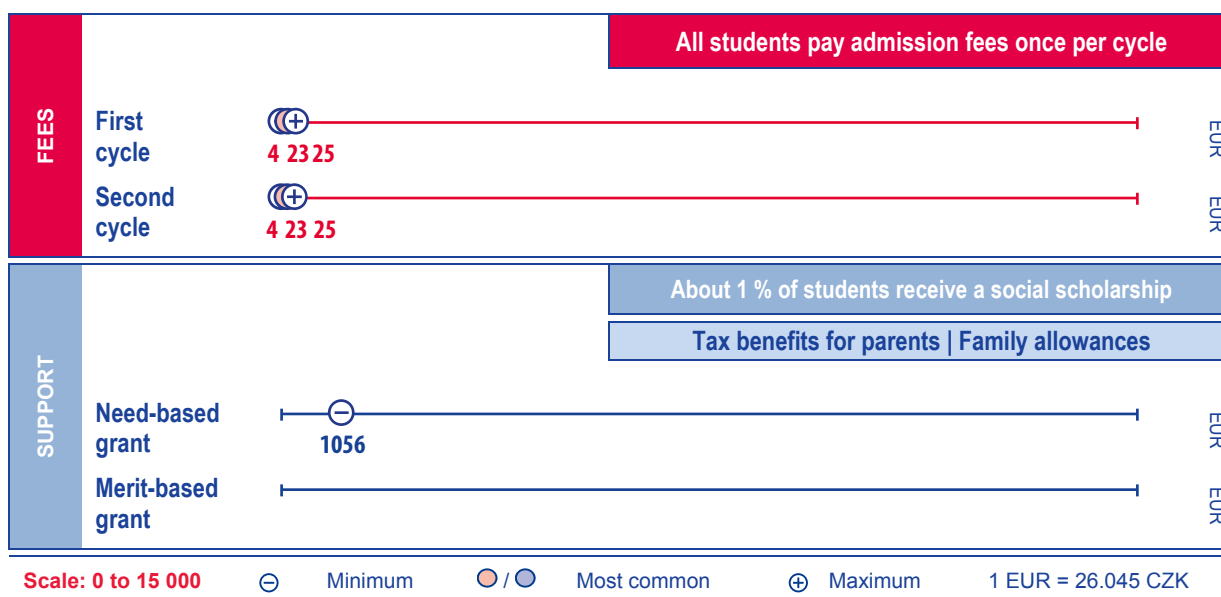 All students pay admission fees once per cycle
FEES
First
cycle
4 23 25
EUR
Second
cycle
4 23 25
EUR
About 1 % of students receive a social scholarship
Tax benefits for parents | Family allowances
SUPPORT
Need-based
grant
1056
EUR
Merit-based
grant
EUR
Scale: 0 to 15 000 Minimum / Most common Maximum 1 EUR = 26.045 CZK